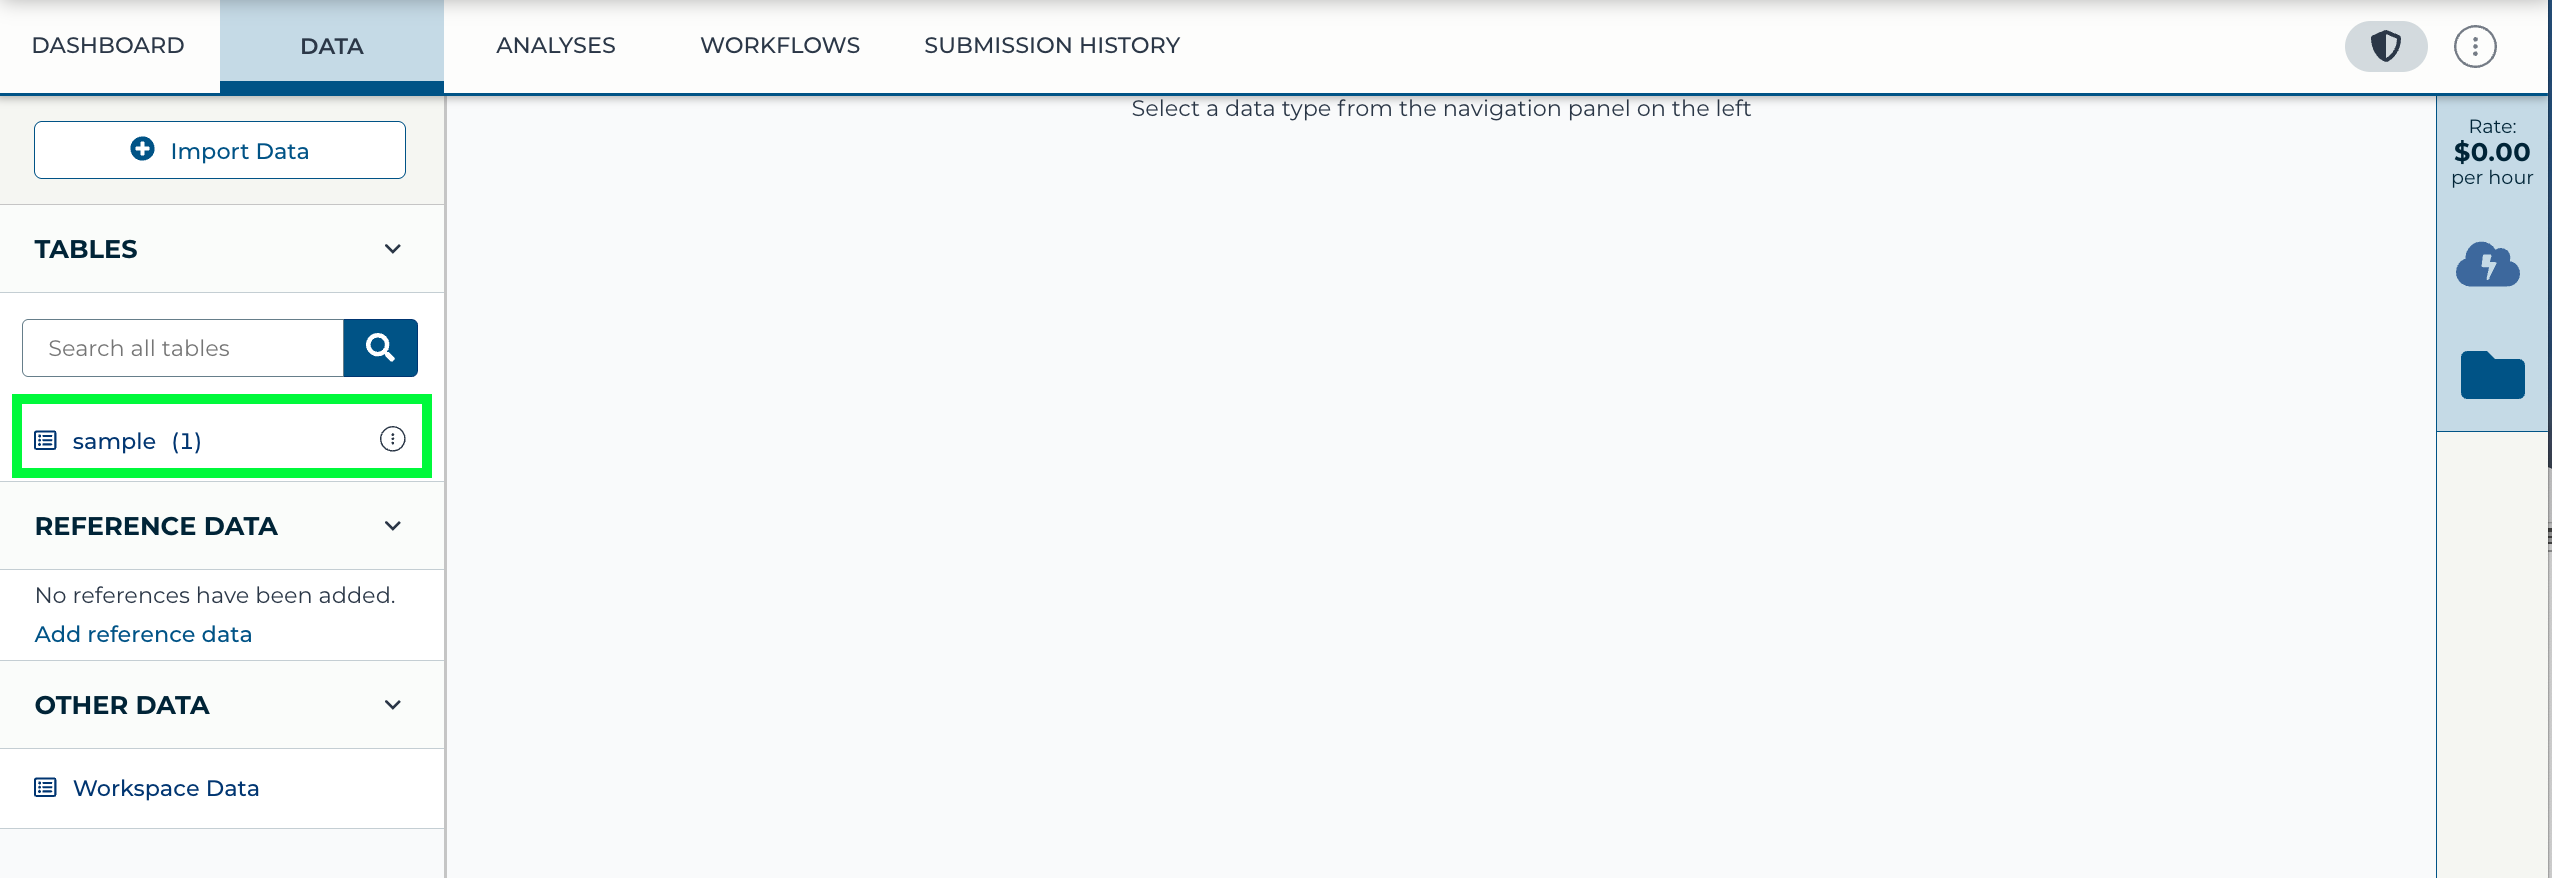 DASHBOARD
DATA
ANALYSES
WORKFLOWS
SUBMISSION HISTORY
Import Data
TABLES
Search all tables
sample (1)
REFERENCE DATA
No references have been added.
Add reference data
OTHER DATA
Workspace Data
Select a data type from the navigation panel on the left
Rate:
$0.00
per hour